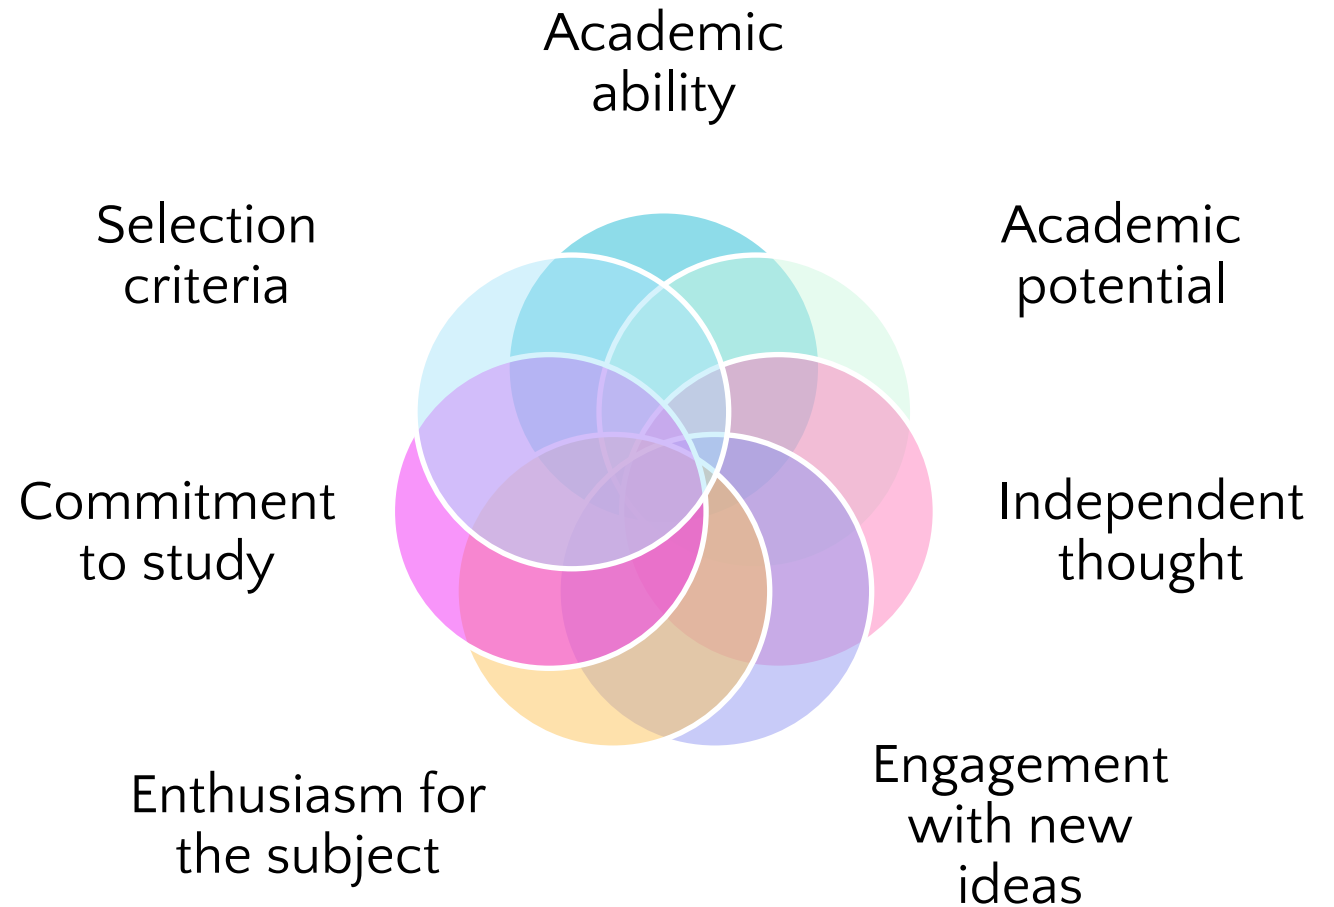 Academic
ability
Selection
criteria
Academic
potential
Commitment
to study
Independent
thought
Enthusiasm for
the subject
Engagement
with new
ideas